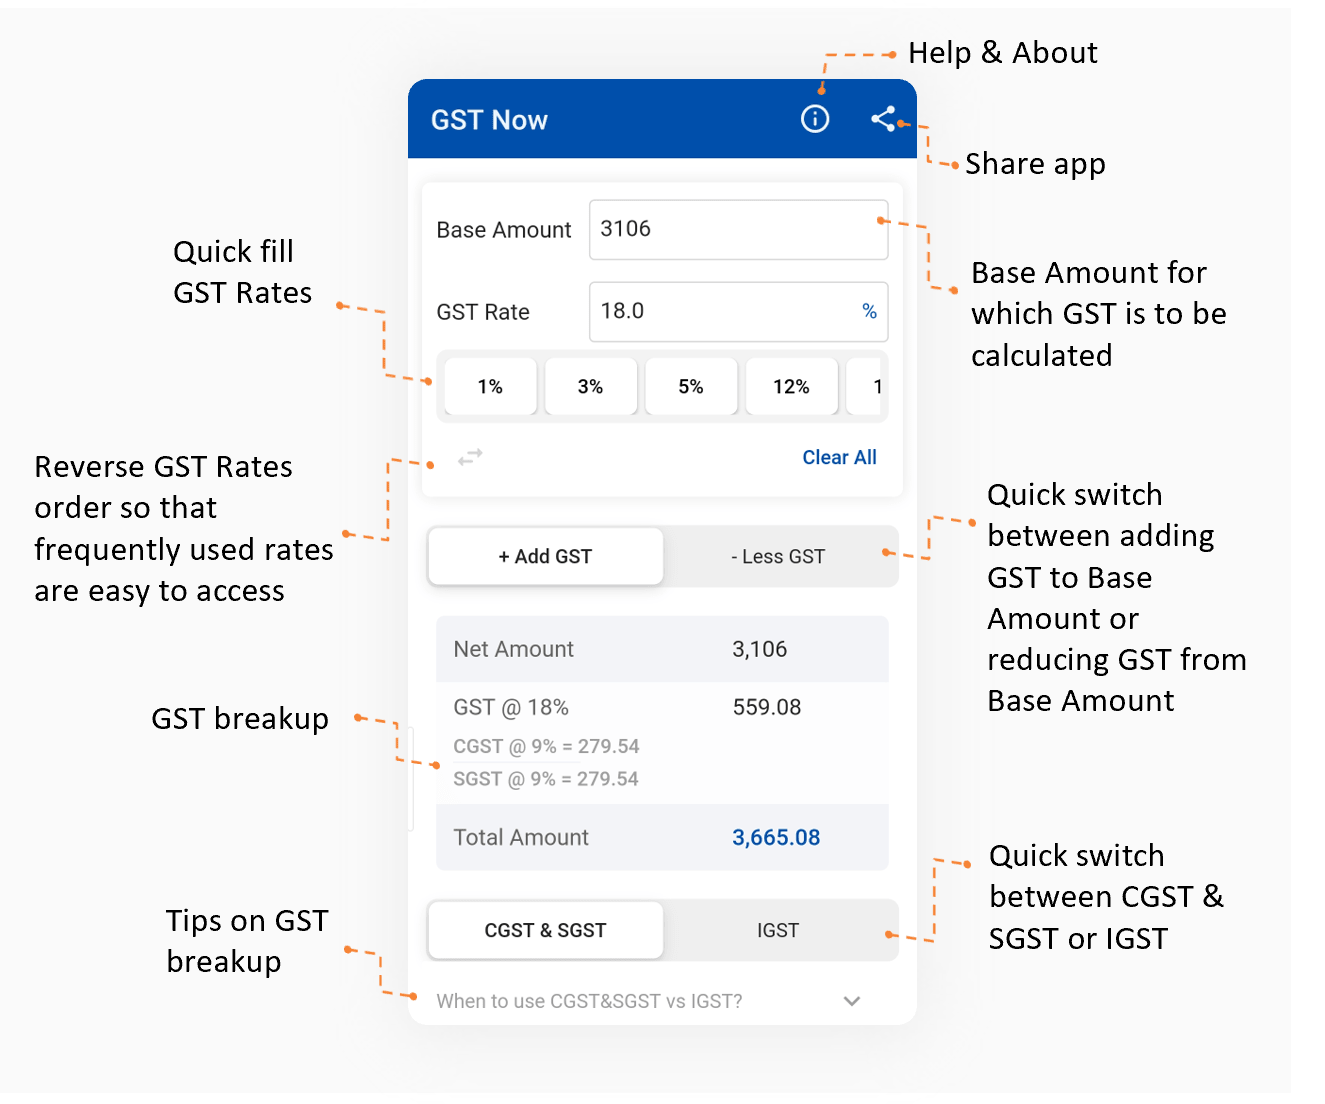 Help & About
GST Now
Share app
Base Amount
3106
Quick fill
GST Rates
Base Amount for
which GST is to be
calculated
GST Rate
18.0
%
1%
3%
5%
12%
1
Reverse GST Rates
order so that
frequently used rates
are easy to access
Clear All
Quick switch
between adding
GST to Base
Amount or
reducing GST from
Base Amount
+ Add GST
- Less GST
Net Amount
3,106
GST breakup
GST @ 18%
559.08
CGST @ 9% = 279.54
SGST @ 9% = 279.54
Total Amount
3,665.08
Quick switch
between CGST &
SGST or IGST
Tips on GST
breakup
CGST & SGST
IGST
When to use CGST&SGST vs IGST?